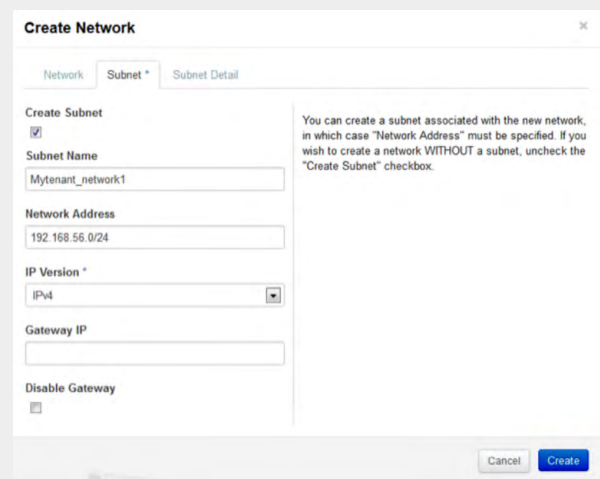 Create Network
×
Network
Subnet *
Subnet Detail
Create Subnet
Subnet Name
Mytenant_network1
Network Address
192.168.56.0/24
IP Version *
IPv4
Gateway IP
Disable Gateway
You can create a subnet associated with the new network,
in which case "Network Address" must be specified. If you
wish to create a network WITHOUT a subnet, uncheck the
"Create Subnet" checkbox.
Cancel
Create